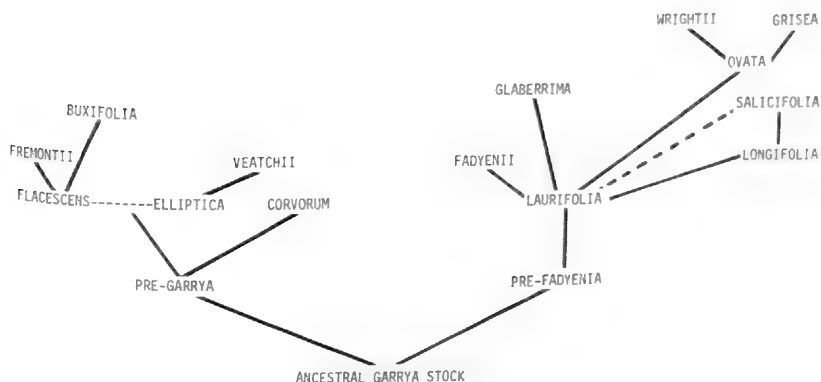 WRIGHTII GRISEA
OVATA
GLABERRIMA
SALICIFOLIA
BUXIFOLIA
FREMONTII
VEATCHII
FADYENII
LONGIFOLIA
FLACESCENS
ELLIPTICA
CORVORUM
LAURIFOLIA
PRE-GARRYA
PRE-FADYENIA
ANCESTRAL GARRYA STOCK